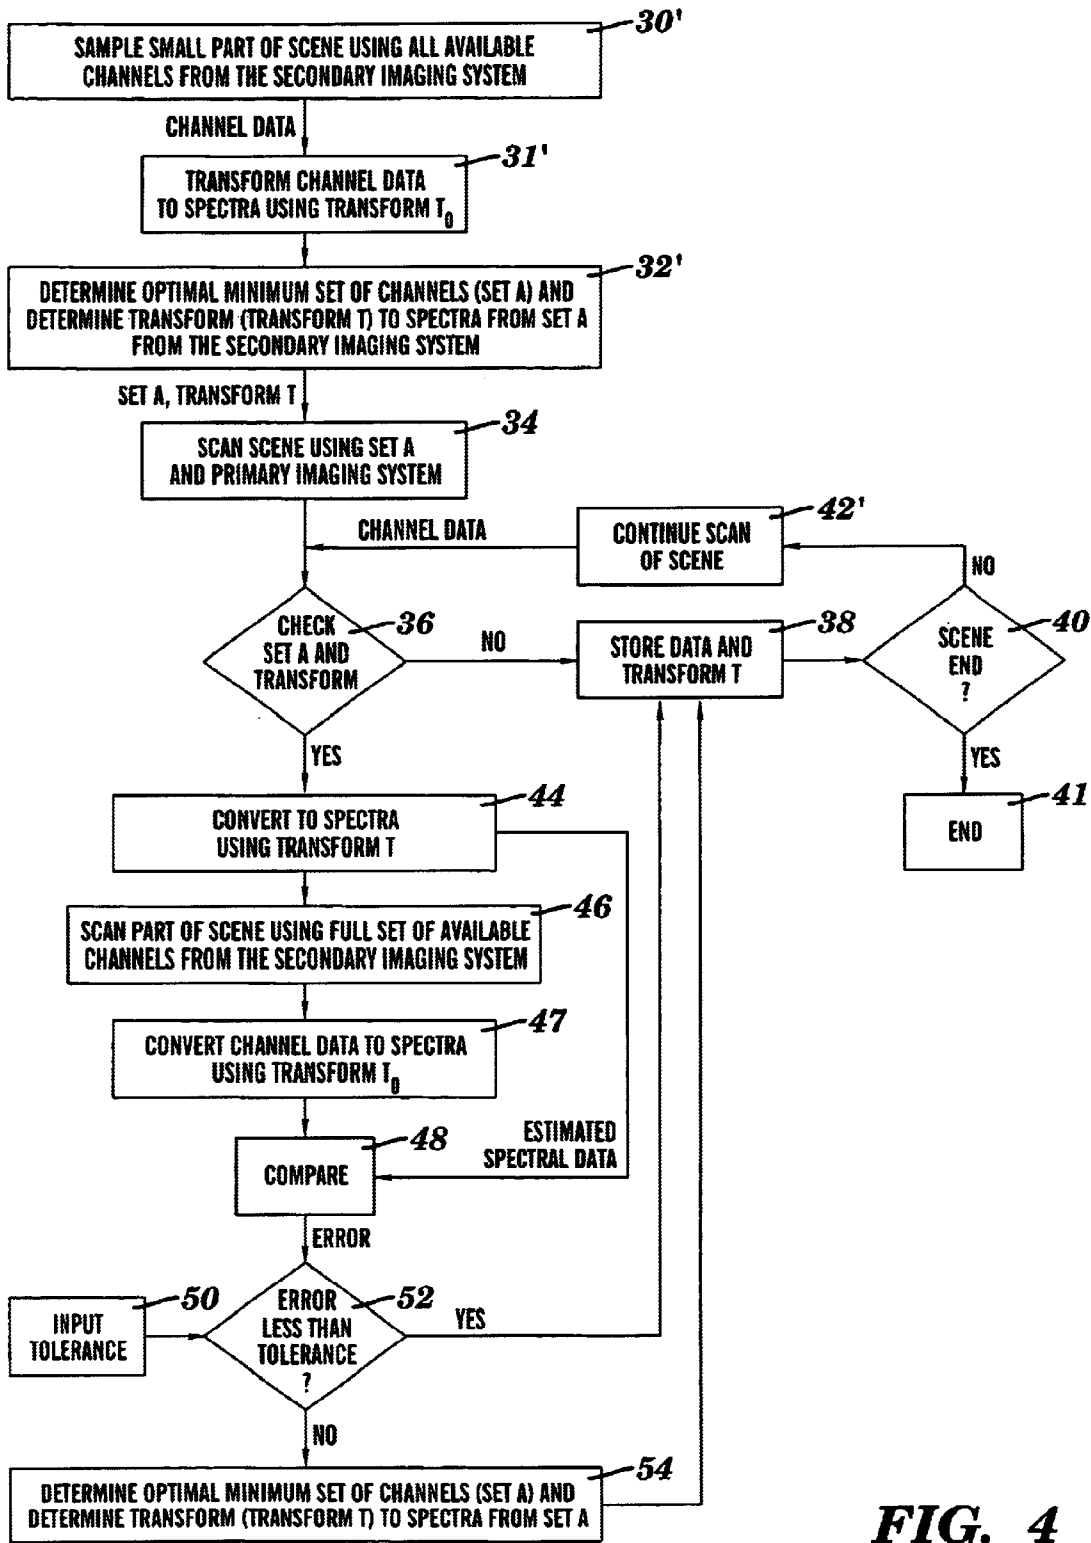 30'
SAMPLE SMALL PART OF SCENE USING ALL AVAILABLE
CHANNELS FROM THE SECONDARY IMAGING SYSTEM
CHANNEL DATA
31'
TRANSFORM CHANNEL DATA
TO SPECTRA USING TRANSFORM T0
32'
DETERMINE OPTIMAL MINIMUM SET OF CHANNELS (SET A) AND
DETERMINE TRANSFORM (TRANSFORM T) TO SPECTRA FROM SET A
FROM THE SECONDARY IMAGING SYSTEM
SET A, TRANSFORM T
34
SCAN SCENE USING SET A
AND PRIMARY IMAGING SYSTEM
CHANNEL DATA
42'
CONTINUE SCAN
OF SCENE
NO
CHECK
SET A AND
TRANSFORM
36
NO
38
STORE DATA AND
TRANSFORM T
40
SCENE
END
?
YES
YES
41
END
44
CONVERT TO SPECTRA
USING TRANSFORM T
46
SCAN PART OF SCENE USING FULL SET OF AVAILABLE
CHANNELS FROM THE SECONDARY IMAGING SYSTEM
47
CONVERT CHANNEL DATA TO SPECTRA
USING TRANSFORM T0
ESTIMATED
SPECTRAL DATA
48
COMPARE
ERROR
50
INPUT
TOLERANCE
52
ERROR
LESS THAN
TOLERANCE
?
YES
NO
54
DETERMINE OPTIMAL MINIMUM SET OF CHANNELS (SET A) AND
DETERMINE TRANSFORM (TRANSFORM T) TO SPECTRA FROM SET A
FIG. 4